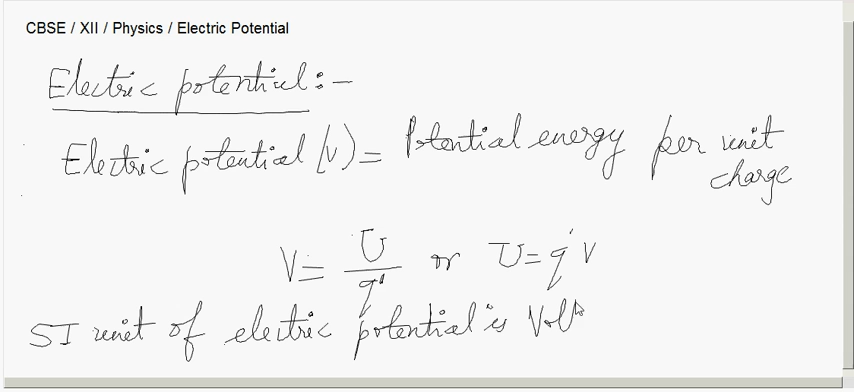 CBSE / XII / Physics / Electric Potential
Electric potential :-
Electric potential (V) = Potential energy per unit charge
V = U/q' or U = q'V
SI unit of electric potential is Volt